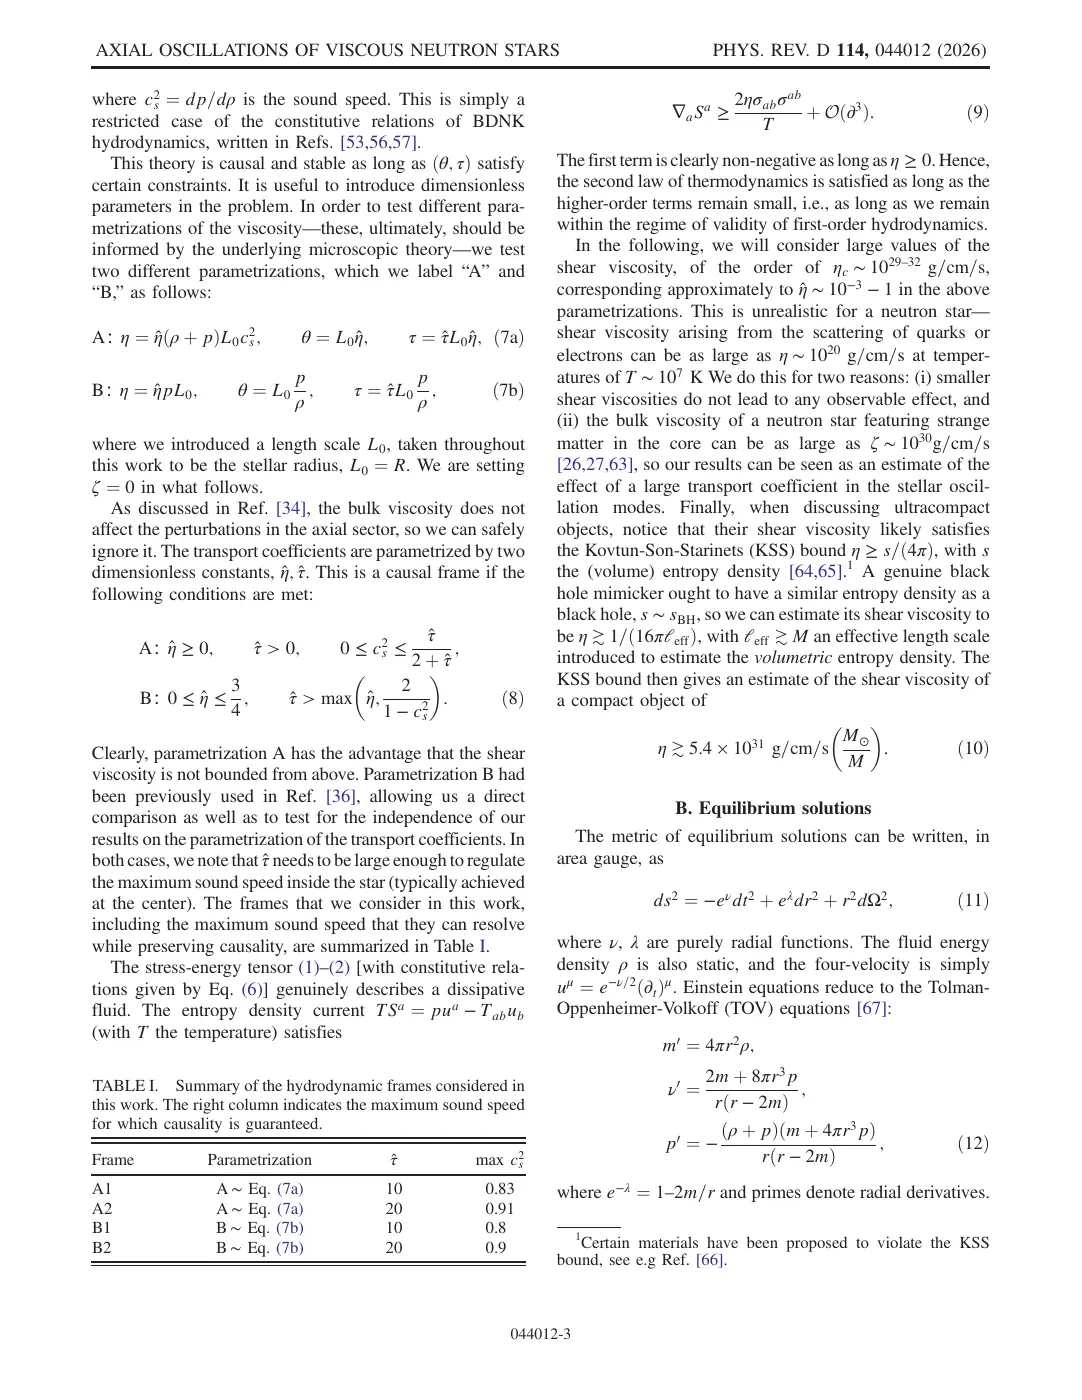 AXIAL OSCILLATIONS OF VISCOUS NEUTRON STARS
PHYS. REV. D 114, 044012 (2026)
where c_s^2 = dp/dρ is the sound speed. This is simply a
restricted case of the constitutive relations of BDNK
hydrodynamics, written in Refs. [53,56,57].
This theory is causal and stable as long as (θ, τ) satisfy
certain constraints. It is useful to introduce dimensionless
parameters in the problem. In order to test different para-
metrizations of the viscosity—these, ultimately, should be
informed by the underlying microscopic theory—we test
two different parametrizations, which we label “A” and
“B,” as follows:
A: η = η̂(ρ + p)L₀c_s^2, θ = L₀η̂, τ = τ̂L₀η̂, (7a)
B: η = η̂pL₀, θ = L₀ p/ρ, τ = τ̂L₀ p/ρ, (7b)
where we introduced a length scale L₀, taken throughout
this work to be the stellar radius, L₀ = R. We are setting
ζ = 0 in what follows.
As discussed in Ref. [34], the bulk viscosity does not
affect the perturbations in the axial sector, so we can safely
ignore it. The transport coefficients are parametrized by two
dimensionless constants, η̂, τ̂. This is a causal frame if the
following conditions are met:
A: η̂ ≥ 0, τ̂ > 0, 0 ≤ c_s^2 ≤ τ̂/(2 + τ̂),
B: 0 ≤ η̂ ≤ 3/4, τ̂ > max(η̂, 2/(1 − c_s^2)). (8)
Clearly, parametrization A has the advantage that the shear
viscosity is not bounded from above. Parametrization B had
been previously used in Ref. [36], allowing us a direct
comparison as well as to test for the independence of our
results on the parametrization of the transport coefficients. In
both cases, we note that τ̂ needs to be large enough to regulate
the maximum sound speed inside the star (typically achieved
at the center). The frames that we consider in this work,
including the maximum sound speed that they can resolve
while preserving causality, are summarized in Table I.
The stress-energy tensor (1)–(2) [with constitutive rela-
tions given by Eq. (6)] genuinely describes a dissipative
fluid. The entropy density current TS^a = pu^a − T_{ab}u_b
(with T the temperature) satisfies
TABLE I. Summary of the hydrodynamic frames considered in
this work. The right column indicates the maximum sound speed
for which causality is guaranteed.
Frame Parametrization τ̂ max c_s^2
A1 A ∼ Eq. (7a) 10 0.83
A2 A ∼ Eq. (7a) 20 0.91
B1 B ∼ Eq. (7b) 10 0.8
B2 B ∼ Eq. (7b) 20 0.9
∇_aS^a ≥ 2ησ_{ab}σ^{ab}/T + O(∂³). (9)
The first term is clearly non-negative as long as η ≥ 0. Hence,
the second law of thermodynamics is satisfied as long as the
higher-order terms remain small, i.e., as long as we remain
within the regime of validity of first-order hydrodynamics.
In the following, we will consider large values of the
shear viscosity, of the order of η_c ∼ 10^{29–32} g/cm/s,
corresponding approximately to η̂ ∼ 10^{−3} − 1 in the above
parametrizations. This is unrealistic for a neutron star—
shear viscosity arising from the scattering of quarks or
electrons can be as large as η ∼ 10^{20} g/cm/s at temper-
atures of T ∼ 10^7 K We do this for two reasons: (i) smaller
shear viscosities do not lead to any observable effect, and
(ii) the bulk viscosity of a neutron star featuring strange
matter in the core can be as large as ζ ∼ 10^{30}g/cm/s
[26,27,63], so our results can be seen as an estimate of the
effect of a large transport coefficient in the stellar oscil-
lation modes. Finally, when discussing ultracompact
objects, notice that their shear viscosity likely satisfies
the Kovtun-Son-Starinets (KSS) bound η ≥ s/(4π), with s
the (volume) entropy density [64,65].¹ A genuine black
hole mimicker ought to have a similar entropy density as a
black hole, s ∼ s_BH, so we can estimate its shear viscosity to
be η ≳ 1/(16πℓ_eff), with ℓ_eff ≳ M an effective length scale
introduced to estimate the volumetric entropy density. The
KSS bound then gives an estimate of the shear viscosity of
a compact object of
η ≳ 5.4 × 10^{31} g/cm/s(M_⊙/M). (10)
B. Equilibrium solutions
The metric of equilibrium solutions can be written, in
area gauge, as
ds² = −e^ν dt² + e^λ dr² + r²dΩ², (11)
where ν, λ are purely radial functions. The fluid energy
density ρ is also static, and the four-velocity is simply
u^μ = e^{−ν/2}(∂_t)^μ. Einstein equations reduce to the Tolman-
Oppenheimer-Volkoff (TOV) equations [67]:
m′ = 4πr²ρ,
ν′ = (2m + 8πr³p)/(r(r − 2m)),
p′ = −(ρ + p)(m + 4πr³p)/(r(r − 2m)), (12)
where e^{−λ} = 1–2m/r and primes denote radial derivatives.
¹Certain materials have been proposed to violate the KSS
bound, see e.g Ref. [66].
044012-3